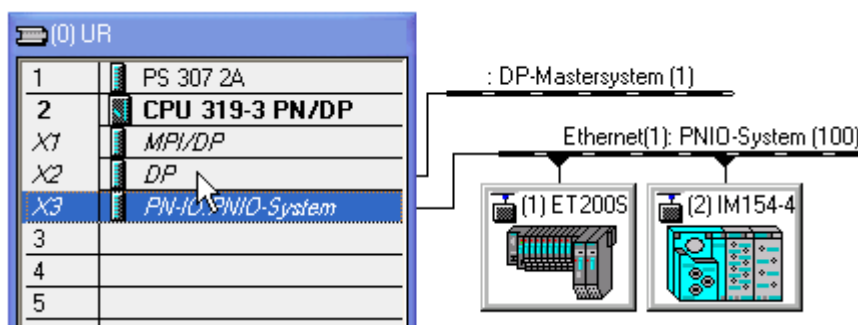 (0) UR
1 PS 307 2A
2 CPU 319-3 PN/DP
X1 MPI/DP
X2 DP
X3 PN-IO:PNIO-System
3
4
5
: DP-Mastersystem (1)
Ethernet(1): PNIO-System (100)
(1) ET200S
(2) IM154-4